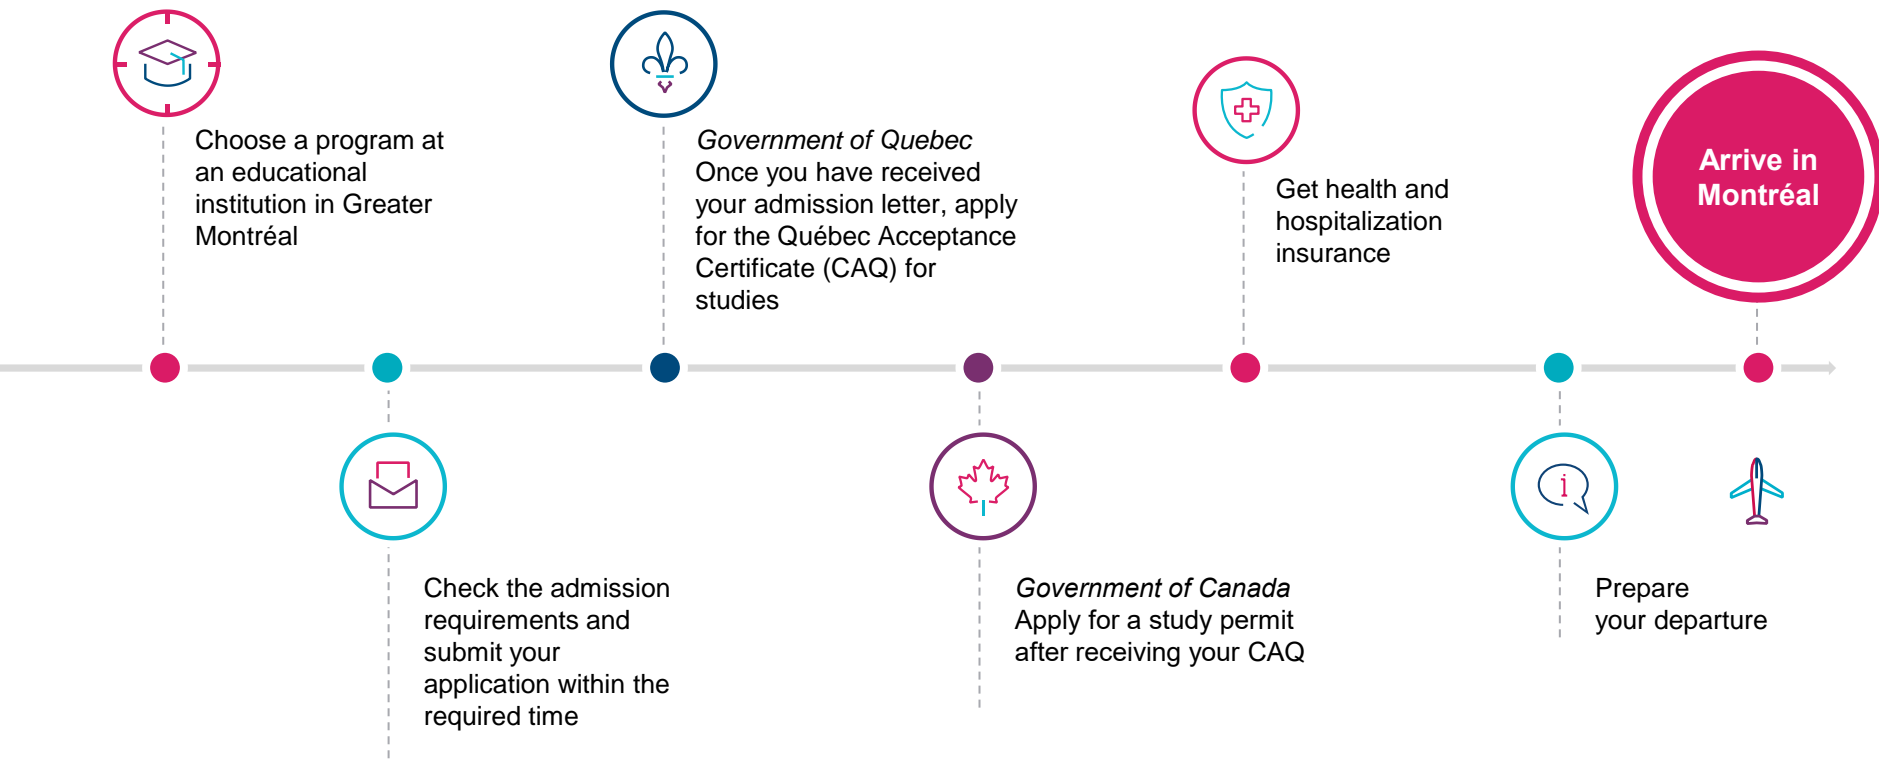 Choose a program at
an educational
institution in Greater
Montréal
Check the admission
requirements and
submit your
application within the
required time
Government of Quebec
Once you have received
your admission letter, apply
for the Québec Acceptance
Certificate (CAQ) for
studies
Government of Canada
Apply for a study permit
after receiving your CAQ
Get health and
hospitalization
insurance
i
Prepare
your departure
Arrive in
Montréal